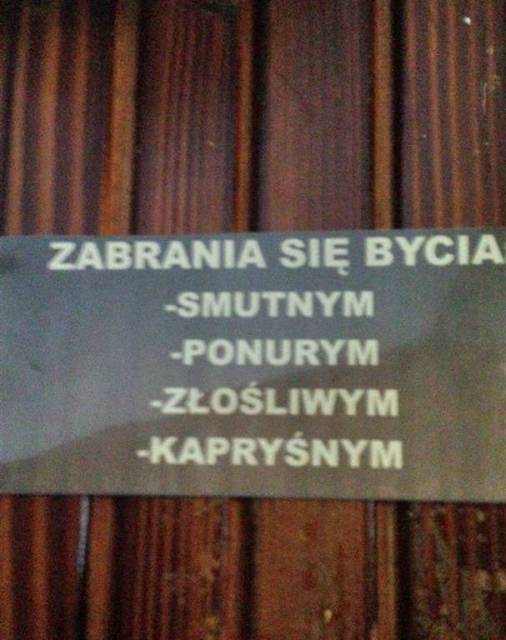 ZABRANIA SIĘ BYCIA:
-SMUTNYM
-PONURYM
-ZŁOŚLIWYM
-KAPRYŚNYM